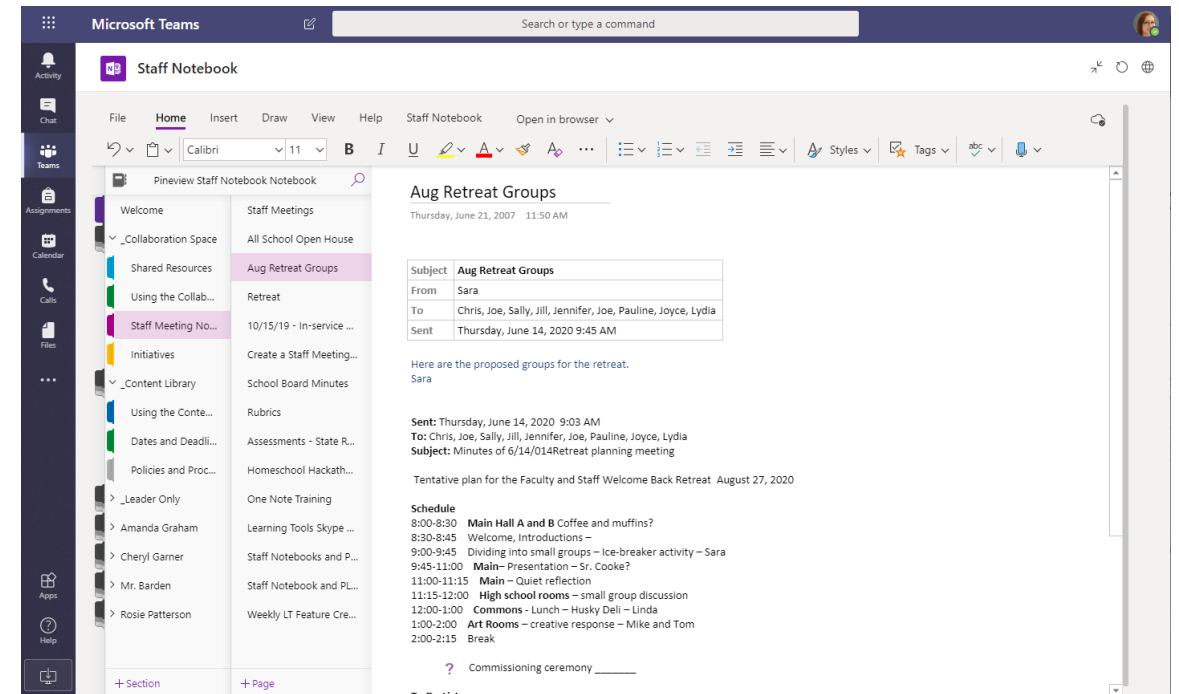 Microsoft Teams
Search or type a command
Activity
Chat
Teams
Assignments
Calendar
Calls
Files
Apps
Help
Staff Notebook
File Home Insert Draw View Help Staff Notebook Open in browser
Calibri 11 B I U A A Styles Tags abc
Pineview Staff Notebook Notebook
Welcome
_Collaboration Space
Shared Resources
Using the Collab...
Staff Meeting No...
Initiatives
_Content Library
Using the Conte...
Dates and Deadli...
Policies and Proc...
_Leader Only
Amanda Graham
Cheryl Garner
Mr. Barden
Rosie Patterson
+ Section
Staff Meetings
All School Open House
Aug Retreat Groups
Retreat
10/15/19 - In-service ...
Create a Staff Meeting...
School Board Minutes
Rubrics
Assessments - State R...
Homeschool Hackath...
One Note Training
Learning Tools Skype ...
Staff Notebooks and P...
Staff Notebook and PL...
Weekly LT Feature Cre...
+ Page
Aug Retreat Groups
Thursday, June 21, 2007 11:50 AM
Subject Aug Retreat Groups
From Sara
To Chris, Joe, Sally, Jill, Jennifer, Joe, Pauline, Joyce, Lydia
Sent Thursday, June 14, 2020 9:45 AM
Here are the proposed groups for the retreat.
Sara
Sent: Thursday, June 14, 2020 9:03 AM
To: Chris, Joe, Sally, Jill, Jennifer, Joe, Pauline, Joyce, Lydia
Subject: Minutes of 6/14/014Retreat planning meeting
Tentative plan for the Faculty and Staff Welcome Back Retreat August 27, 2020
Schedule
8:00-8:30 Main Hall A and B Coffee and muffins?
8:30-8:45 Welcome, Introductions –
9:00-9:45 Dividing into small groups – Ice-breaker activity – Sara
9:45-11:00 Main– Presentation – Sr. Cooke?
11:00-11:15 Main – Quiet reflection
11:15-12:00 High school rooms – small group discussion
12:00-1:00 Commons - Lunch – Husky Deli – Linda
1:00-2:00 Art Rooms – creative response – Mike and Tom
2:00-2:15 Break
? Commissioning ceremony _______